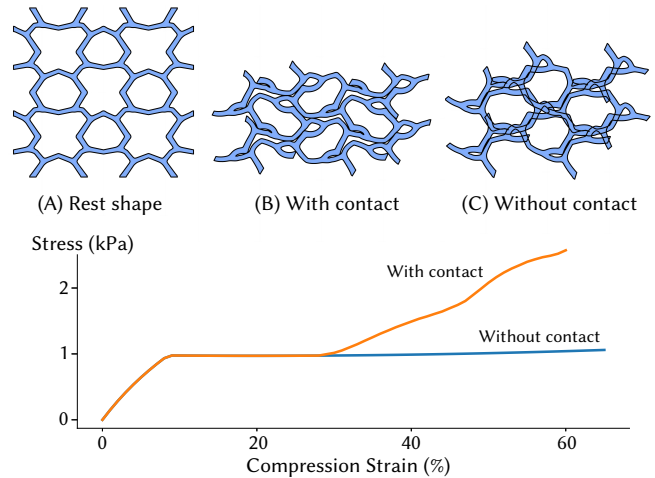 (A) Rest shape
(B) With contact
(C) Without contact
Stress (kPa)
With contact
2
Without contact
1
0
0 20 40 60
Compression Strain (%)